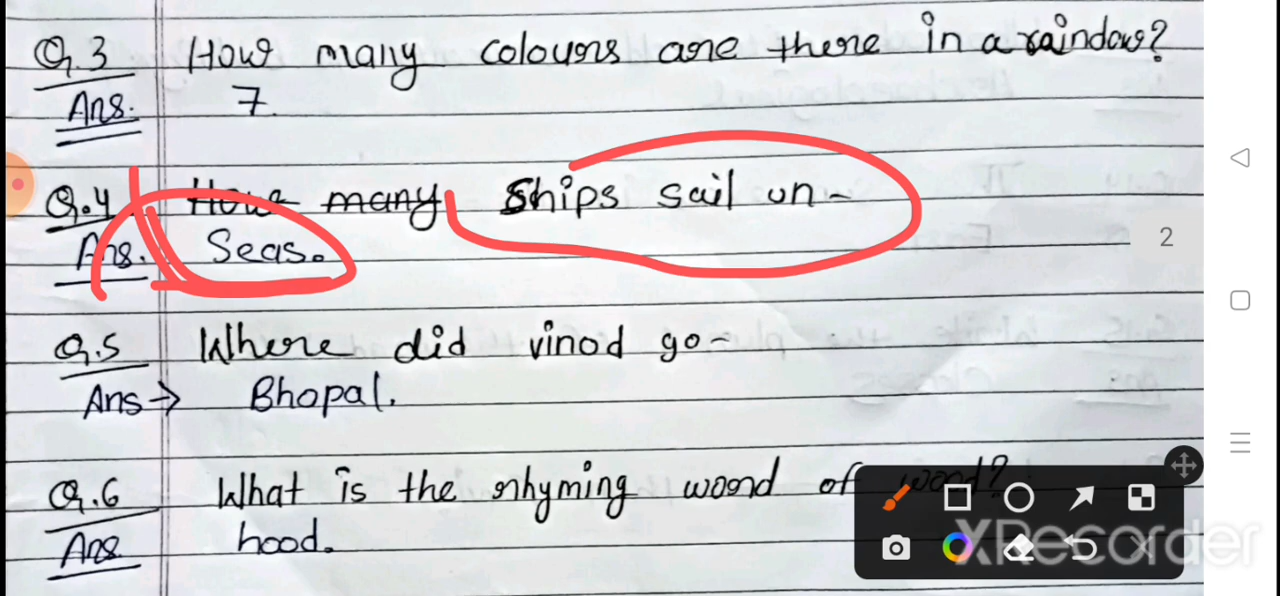 Q.3 How many colours are there in a raindow?
Ans. 7.
Q.4 How many Ships sail on-
Ans. Seas.
2
Q.5 Where did vinod go-
Ans → Bhopal.
Q.6 What is the rhyming word of wood?
Ans hood.
XRecorder